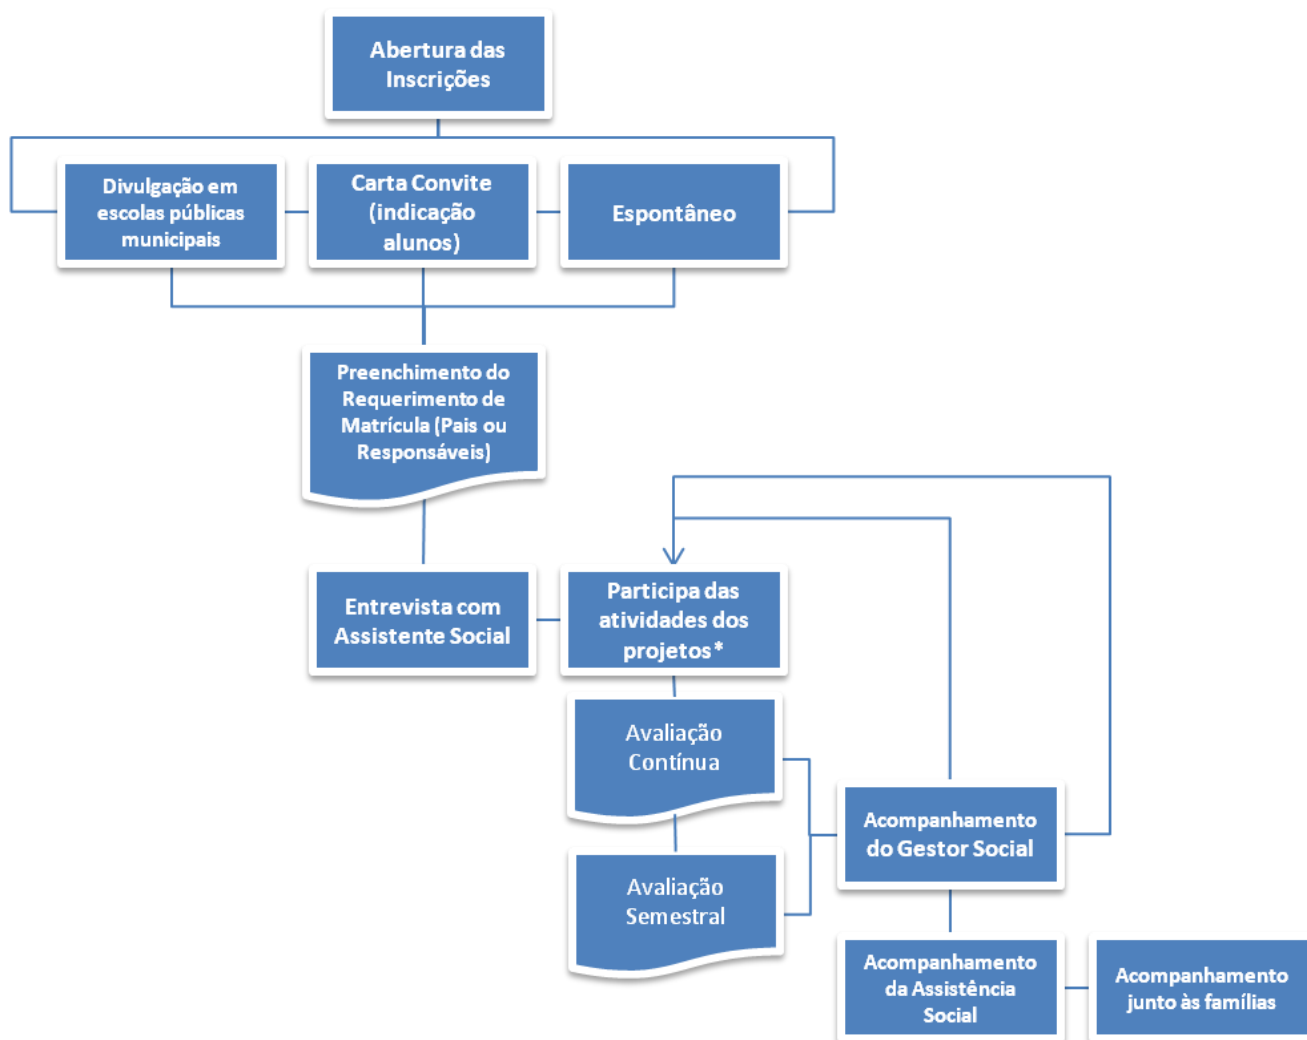 Abertura das
Inscrições
Divulgação em
escolas públicas
municipais
Carta Convite
(indicação
alunos)
Espontâneo
Preenchimento do
Requerimento de
Matrícula (Pais ou
Responsáveis)
Entrevista com
Assistente Social
Participa das
atividades dos
projetos*
Avaliação
Contínua
Avaliação
Semestral
Acompanhamento
do Gestor Social
Acompanhamento
da Assistência
Social
Acompanhamento
junto às famílias